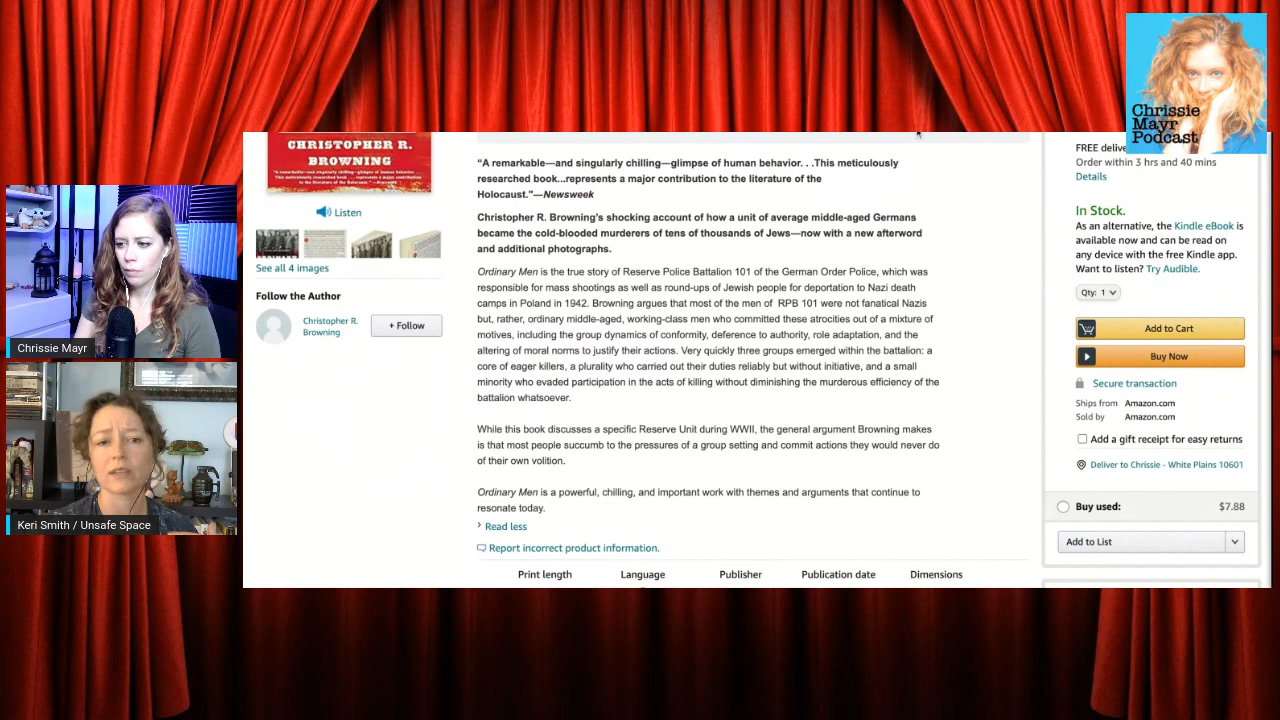 Chrissie
Mayr
Podcast
CHRISTOPHER R.
BROWNING
Listen
See all 4 images
Follow the Author
Christopher R.
Browning
+ Follow
“A remarkable—and singularly chilling—glimpse of human behavior. . .This meticulously
researched book...represents a major contribution to the literature of the
Holocaust.”—Newsweek
Christopher R. Browning’s shocking account of how a unit of average middle-aged Germans
became the cold-blooded murderers of tens of thousands of Jews—now with a new afterword
and additional photographs.
Ordinary Men is the true story of Reserve Police Battalion 101 of the German Order Police, which was
responsible for mass shootings as well as round-ups of Jewish people for deportation to Nazi death
camps in Poland in 1942. Browning argues that most of the men of RPB 101 were not fanatical Nazis
but, rather, ordinary middle-aged, working-class men who committed these atrocities out of a mixture of
motives, including the group dynamics of conformity, deference to authority, role adaptation, and the
altering of moral norms to justify their actions. Very quickly three groups emerged within the battalion: a
core of eager killers, a plurality who carried out their duties reliably but without initiative, and a small
minority who evaded participation in the acts of killing without diminishing the murderous efficiency of the
battalion whatsoever.
While this book discusses a specific Reserve Unit during WWII, the general argument Browning makes
is that most people succumb to the pressures of a group setting and commit actions they would never do
of their own volition.
Ordinary Men is a powerful, chilling, and important work with themes and arguments that continue to
resonate today.
Read less
Report incorrect product information.
Print length Language Publisher Publication date Dimensions
FREE delive
Order within 3 hrs and 40 mins
Details
In Stock.
As an alternative, the Kindle eBook is
available now and can be read on
any device with the free Kindle app.
Want to listen? Try Audible.
Qty: 1
Add to Cart
Buy Now
Secure transaction
Ships from Amazon.com
Sold by Amazon.com
Add a gift receipt for easy returns
Deliver to Chrissie - White Plains 10601
Buy used: $7.88
Add to List
Chrissie Mayr
Keri Smith / Unsafe Space